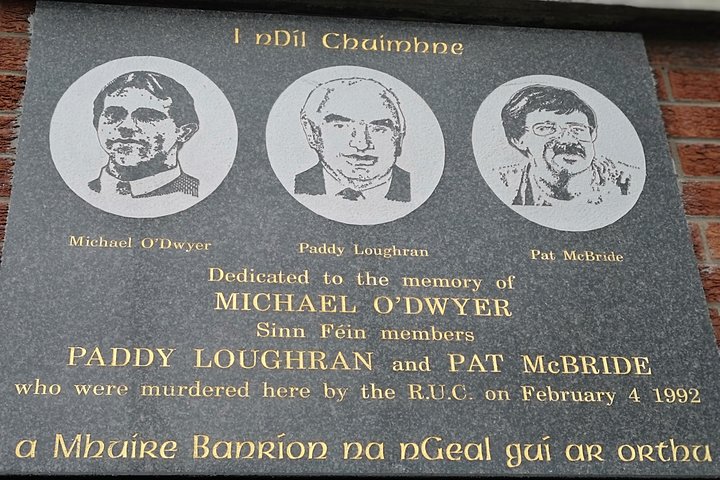 I nDíl Chuimhne
Michael O'Dwyer
Paddy Loughran
Pat McBride
Dedicated to the memory of
MICHAEL O'DWYER
Sinn Féin members
PADDY LOUGHRAN and PAT McBRIDE
who were murdered here by the R.U.C. on February 4 1992
a Mhuire Banríon na nGeal guí ar orthu